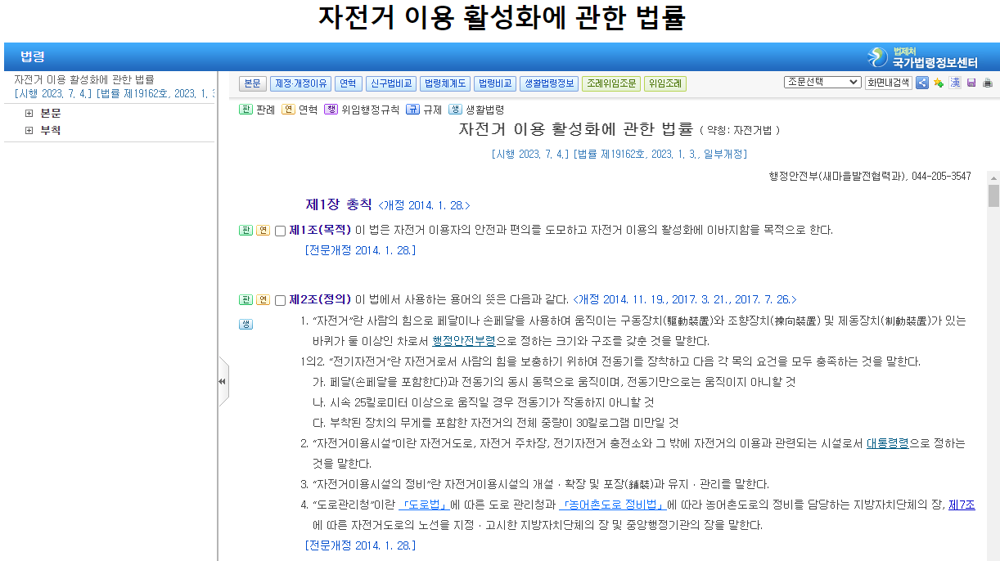 자전거 이용 활성화에 관한 법률
법령
법제처
국가법령정보센터
자전거 이용 활성화에 관한 법률
[시행 2023. 7. 4.] [법률 제19162호, 2023. 1. 3
본문
부칙
본문 제정·개정이유 연혁 신구법비교 법령체계도 법령비교 생활법령정보 조례위임조문 위임조례 조문선택 화면내검색 漢
판 판례 연 연혁 행 위임행정규칙 규 규제 생 생활법령
자전거 이용 활성화에 관한 법률 ( 약칭: 자전거법 )
[시행 2023. 7. 4.] [법률 제19162호, 2023. 1. 3., 일부개정]
행정안전부(새마을발전협력과), 044-205-3547
제1장 총칙 <개정 2014. 1. 28.>
판 연 제1조(목적) 이 법은 자전거 이용자의 안전과 편의를 도모하고 자전거 이용의 활성화에 이바지함을 목적으로 한다.
[전문개정 2014. 1. 28.]
판 연 제2조(정의) 이 법에서 사용하는 용어의 뜻은 다음과 같다. <개정 2014. 11. 19., 2017. 3. 21., 2017. 7. 26.>
생 1. “자전거”란 사람의 힘으로 페달이나 손페달을 사용하여 움직이는 구동장치(驅動裝置)와 조향장치(操向裝置) 및 제동장치(制動裝置)가 있는
바퀴가 둘 이상인 차로서 행정안전부령으로 정하는 크기와 구조를 갖춘 것을 말한다.
1의2. “전기자전거”란 자전거로서 사람의 힘을 보충하기 위하여 전동기를 장착하고 다음 각 목의 요건을 모두 충족하는 것을 말한다.
가. 페달(손페달을 포함한다)과 전동기의 동시 동력으로 움직이며, 전동기만으로는 움직이지 아니할 것
나. 시속 25킬로미터 이상으로 움직일 경우 전동기가 작동하지 아니할 것
다. 부착된 장치의 무게를 포함한 자전거의 전체 중량이 30킬로그램 미만일 것
2. “자전거이용시설”이란 자전거도로, 자전거 주차장, 전기자전거 충전소와 그 밖에 자전거의 이용과 관련되는 시설로서 대통령령으로 정하는
것을 말한다.
3. “자전거이용시설의 정비”란 자전거이용시설의 개설ㆍ확장 및 포장(鋪裝)과 유지ㆍ관리를 말한다.
4. “도로관리청”이란 「도로법」에 따른 도로 관리청과 「농어촌도로 정비법」에 따라 농어촌도로의 정비를 담당하는 지방자치단체의 장, 제7조
에 따른 자전거도로의 노선을 지정ㆍ고시한 지방자치단체의 장 및 중앙행정기관의 장을 말한다.
[전문개정 2014. 1. 28.]